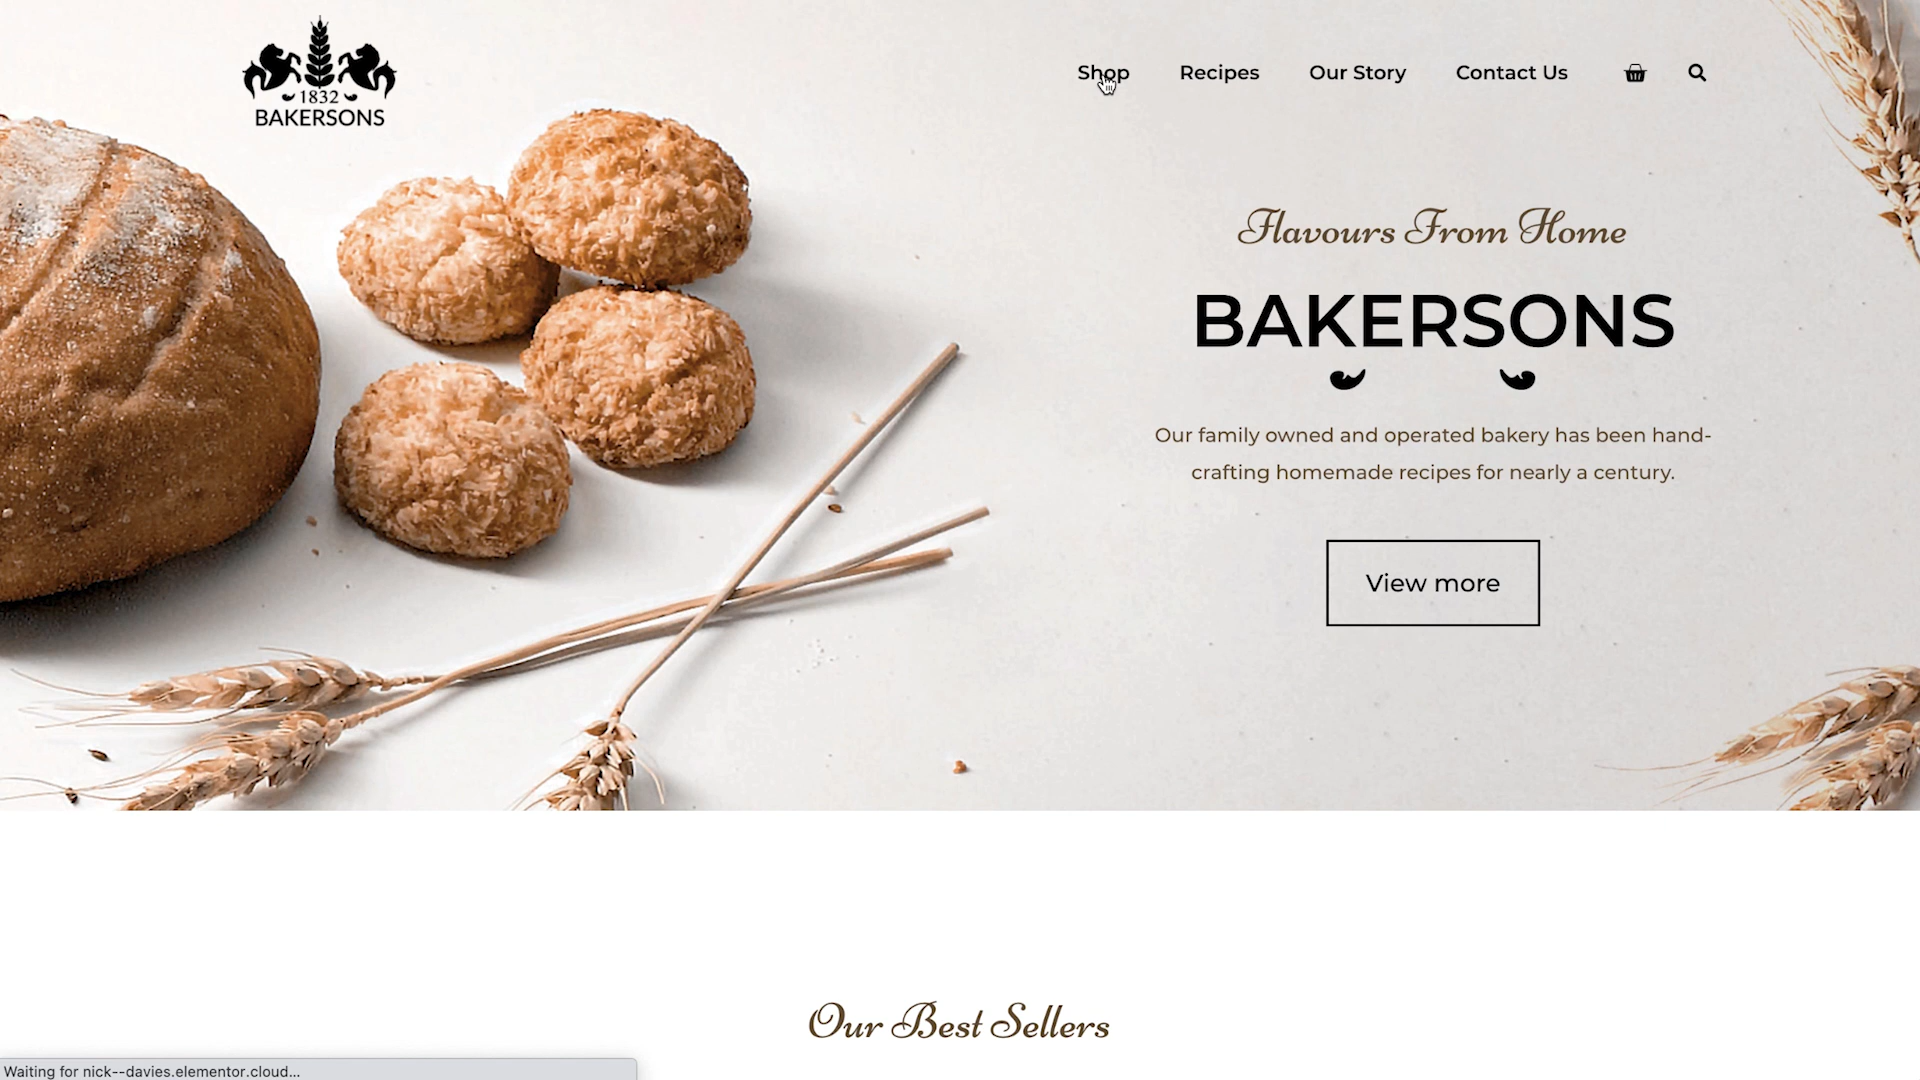 1832
BAKERSONS
Shop Recipes Our Story Contact Us
Flavours From Home
BAKERSONS
Our family owned and operated bakery has been hand-
crafting homemade recipes for nearly a century.
View more
Our Best Sellers
Waiting for nick--davies.elementor.cloud...